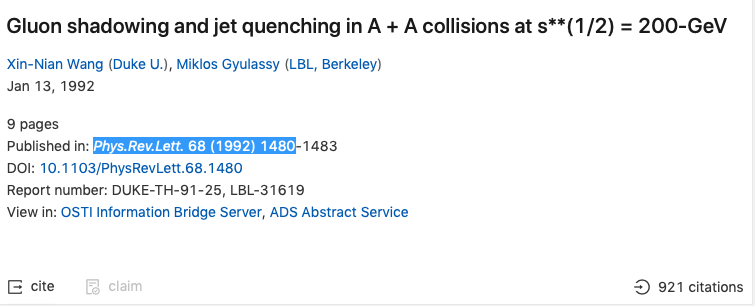 Gluon shadowing and jet quenching in A + A collisions at s**(1/2) = 200-GeV
Xin-Nian Wang (Duke U.), Miklos Gyulassy (LBL, Berkeley)
Jan 13, 1992
9 pages
Published in: Phys.Rev.Lett. 68 (1992) 1480-1483
DOI: 10.1103/PhysRevLett.68.1480
Report number: DUKE-TH-91-25, LBL-31619
View in: OSTI Information Bridge Server, ADS Abstract Service
cite claim 921 citations